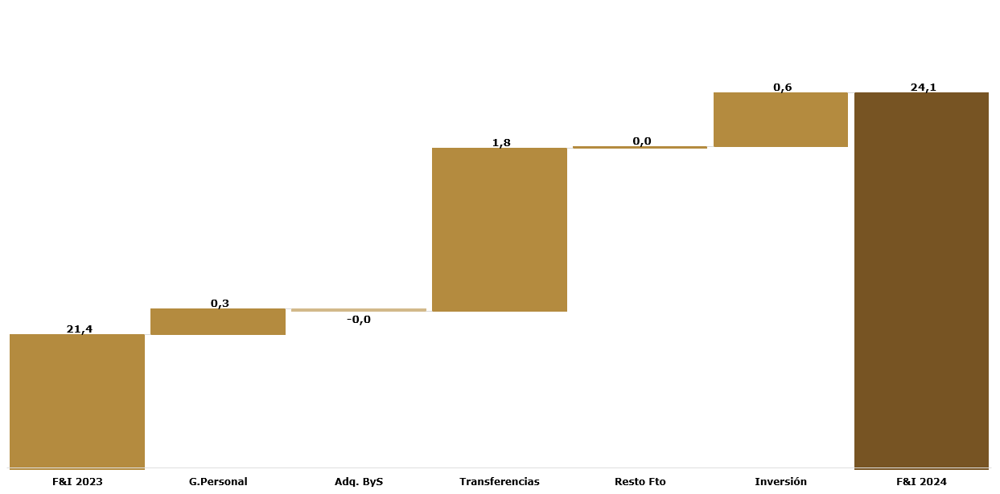 0,6
24,1
1,8
0,0
0,3
-0,0
21,4
F&I 2023
G.Personal
Adq. ByS
Transferencias
Resto Fto
Inversión
F&I 2024